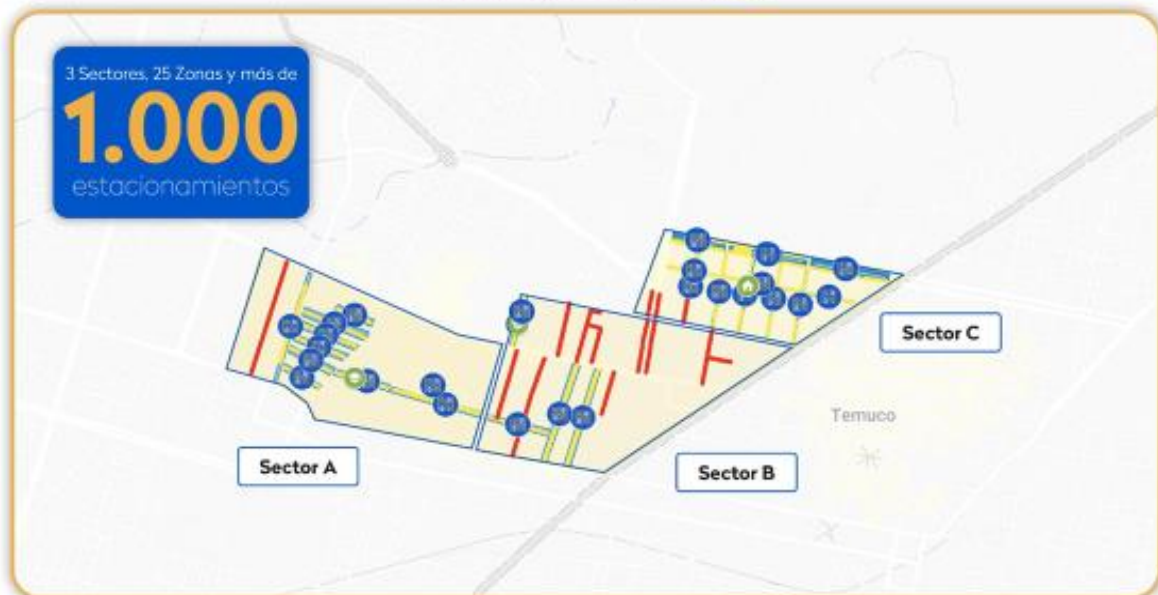 3 Sectores, 25 Zonas y más de
1.000
estacionamientos
Sector C
Temuco
Sector A
Sector B